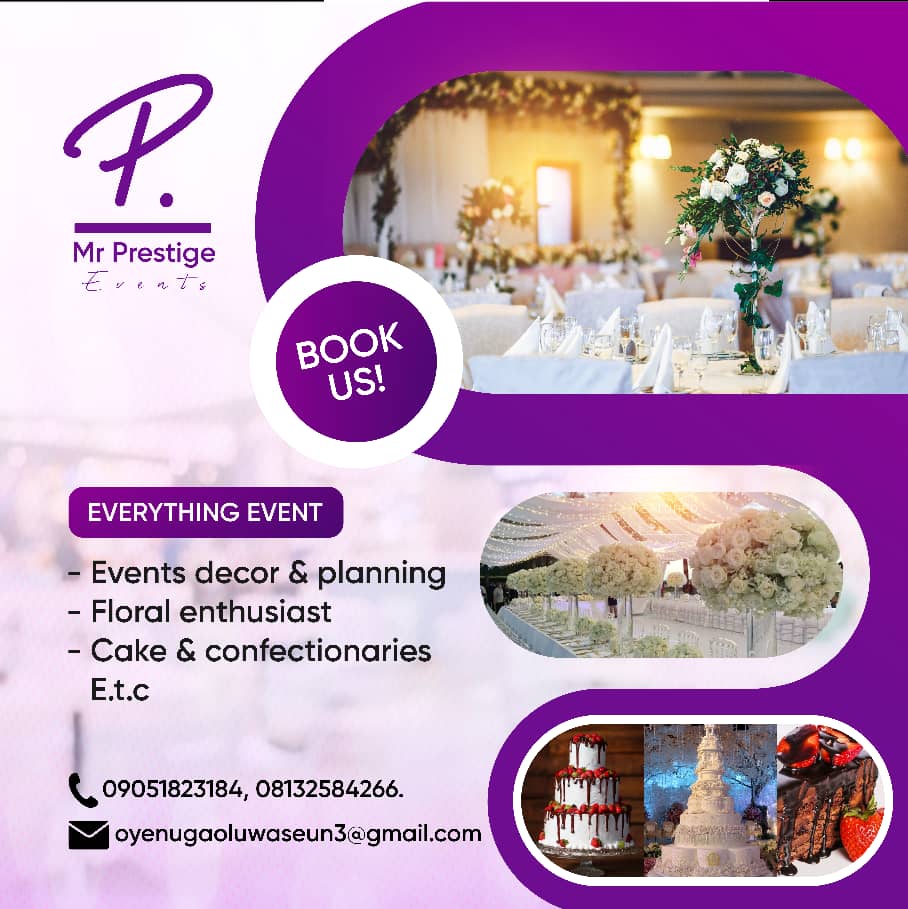 P.
Mr Prestige
Events
BOOK
US!
EVERYTHING EVENT
- Events decor & planning
- Floral enthusiast
- Cake & confectionaries
E.t.c
09051823184, 08132584266.
oyenugaoluwaseun3@gmail.com